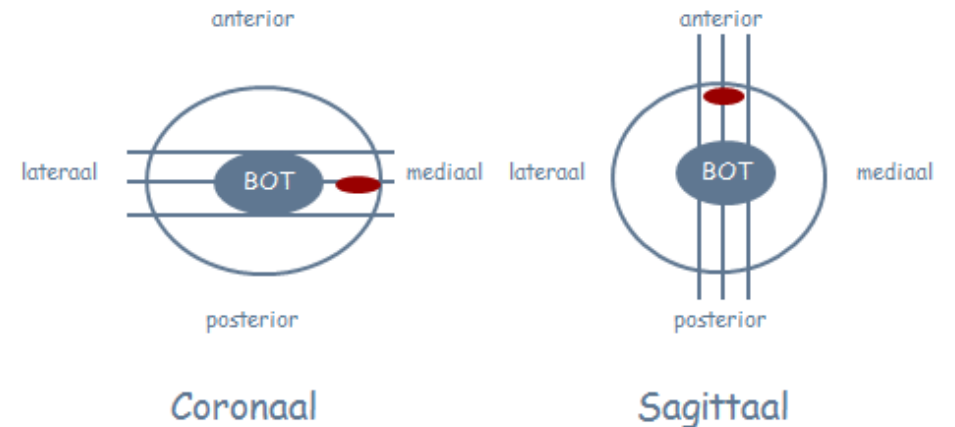 anterior
lateraal
BOT
mediaal
posterior
Coronaal
anterior
lateraal
BOT
mediaal
posterior
Sagittaal